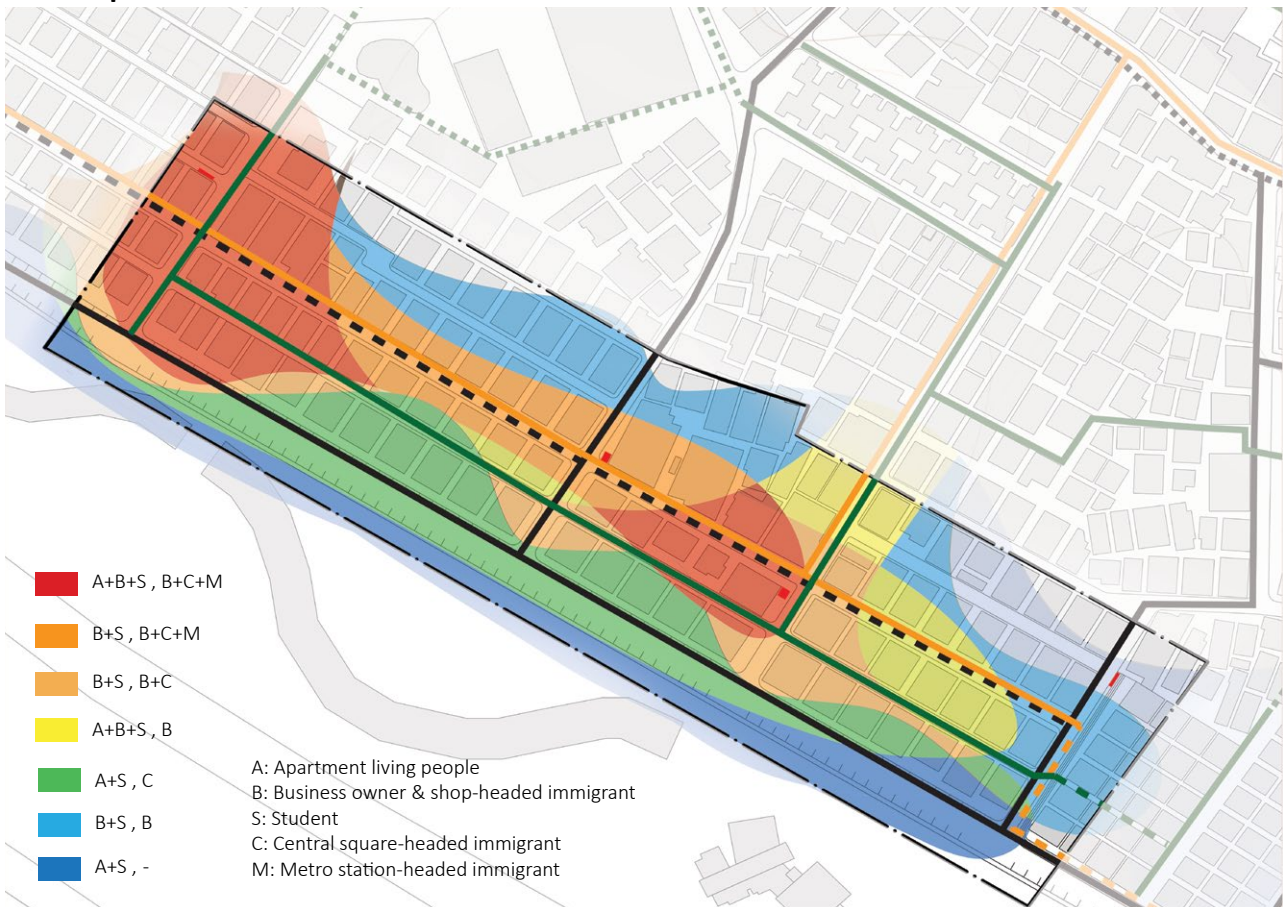 A+B+S , B+C+M
B+S , B+C+M
B+S , B+C
A+B+S , B
A+S , C
B+S , B
A+S , -
A: Apartment living people
B: Business owner & shop-headed immigrant
S: Student
C: Central square-headed immigrant
M: Metro station-headed immigrant